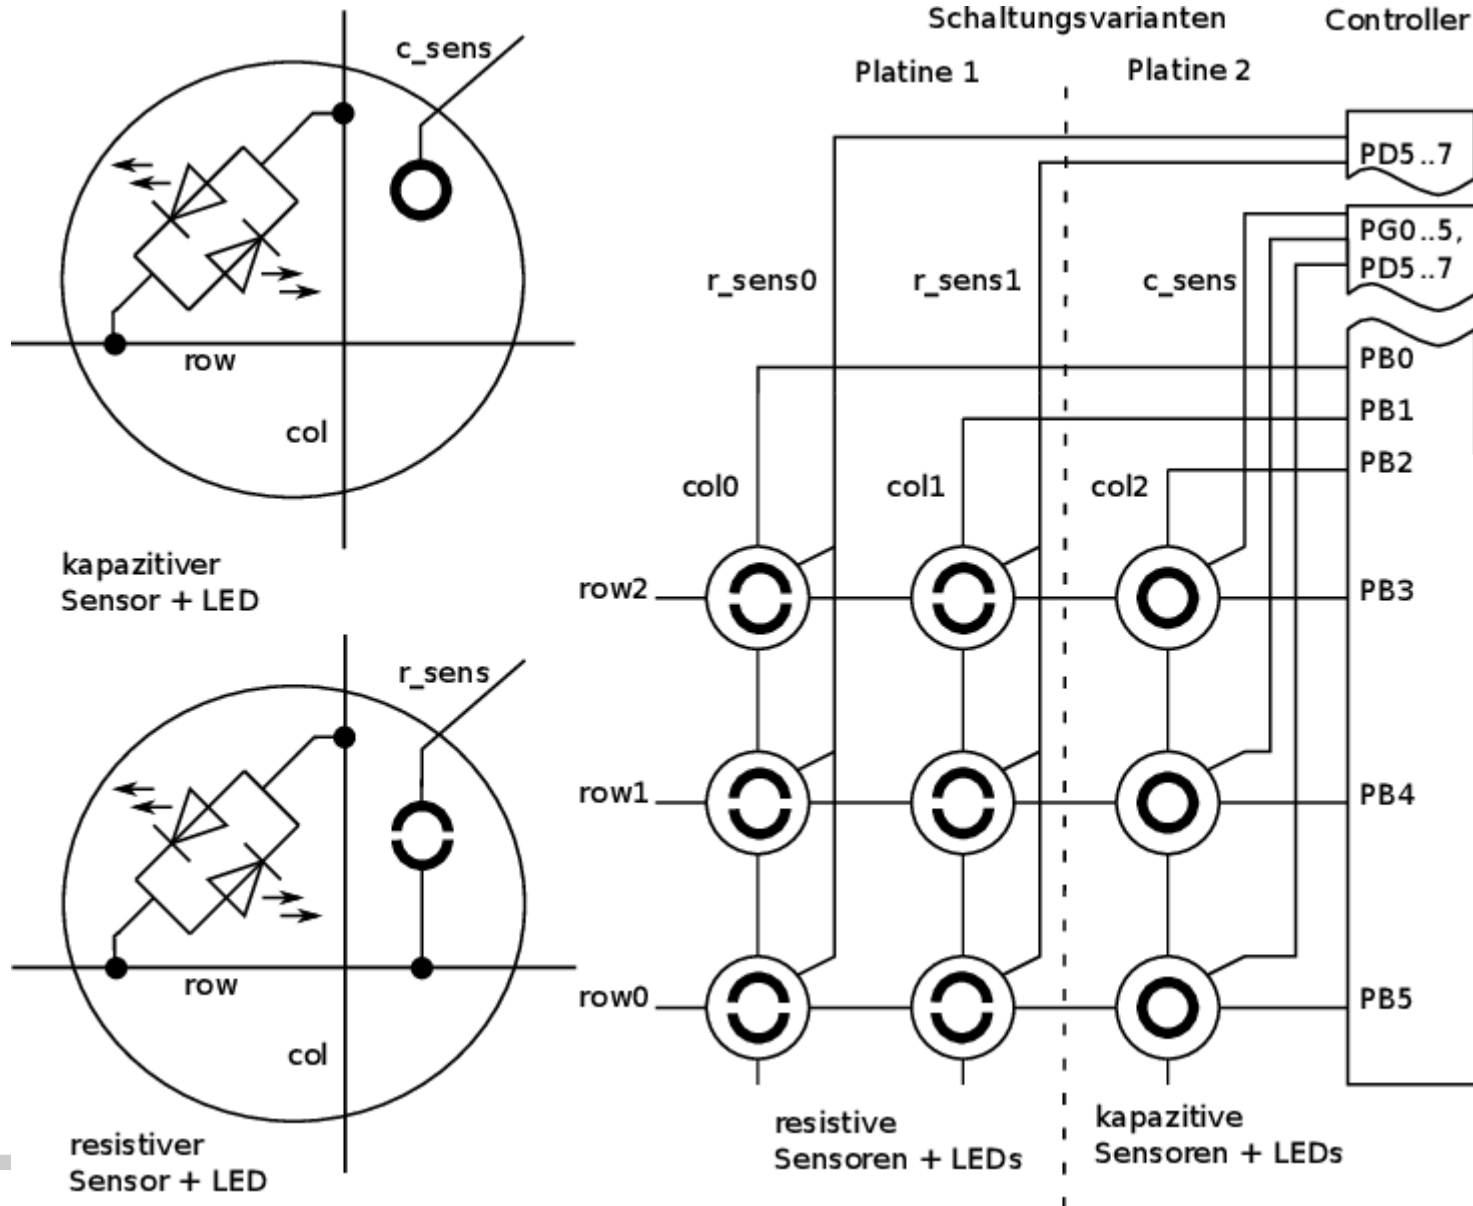 c_sens
row
col
kapazitiver
Sensor + LED
r_sens
row
col
resistiver
Sensor + LED
Schaltungsvarianten
Controller
Platine 1
Platine 2
PD5..7
PG0..5,
PD5..7
r_sens0
r_sens1
c_sens
PB0
PB1
PB2
col0
col1
col2
row2
PB3
row1
PB4
row0
PB5
resistive
Sensoren + LEDs
kapazitive
Sensoren + LEDs